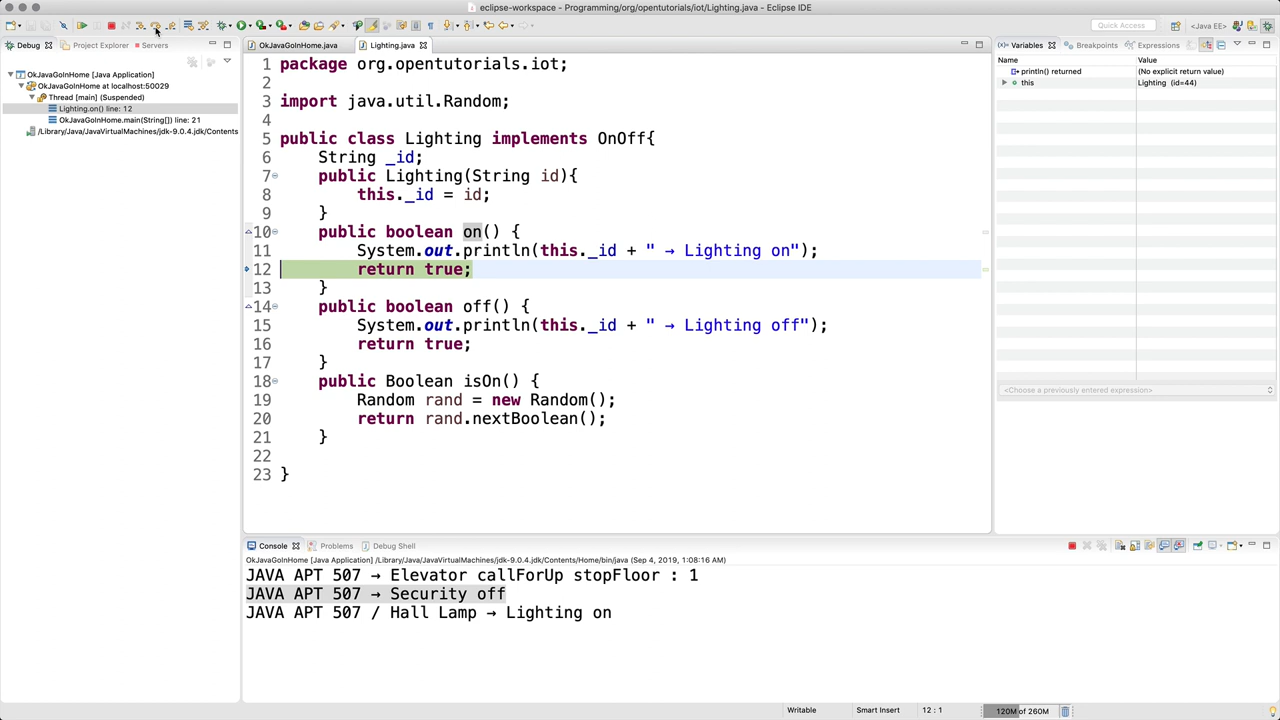 eclipse-workspace - Programming/org/opentutorials/iot/Lighting.java - Eclipse IDE
Quick Access
<Java EE>
Debug
Project Explorer
Servers
OkJavaGoInHome [Java Application]
OkJavaGoInHome at localhost:50029
Thread [main] (Suspended)
Lighting.on() line: 12
OkJavaGoInHome.main(String[]) line: 21
/Library/Java/JavaVirtualMachines/jdk-9.0.4.jdk/Contents
OkJavaGoInHome.java
Lighting.java
1 package org.opentutorials.iot;
2
3 import java.util.Random;
4
5 public class Lighting implements OnOff{
6 String _id;
7 public Lighting(String id){
8 this._id = id;
9 }
10 public boolean on() {
11 System.out.println(this._id + " → Lighting on");
12 return true;
13 }
14 public boolean off() {
15 System.out.println(this._id + " → Lighting off");
16 return true;
17 }
18 public Boolean isOn() {
19 Random rand = new Random();
20 return rand.nextBoolean();
21 }
22
23 }
(x)= Variables
Breakpoints
Expressions
Name Value
println() returned (No explicit return value)
this Lighting (id=44)
<Choose a previously entered expression>
Console
Problems
Debug Shell
OkJavaGoInHome [Java Application] /Library/Java/JavaVirtualMachines/jdk-9.0.4.jdk/Contents/Home/bin/java (Sep 4, 2019, 1:08:16 AM)
JAVA APT 507 → Elevator callForUp stopFloor : 1
JAVA APT 507 → Security off
JAVA APT 507 / Hall Lamp → Lighting on
Writable
Smart Insert
12 : 1
120M of 260M